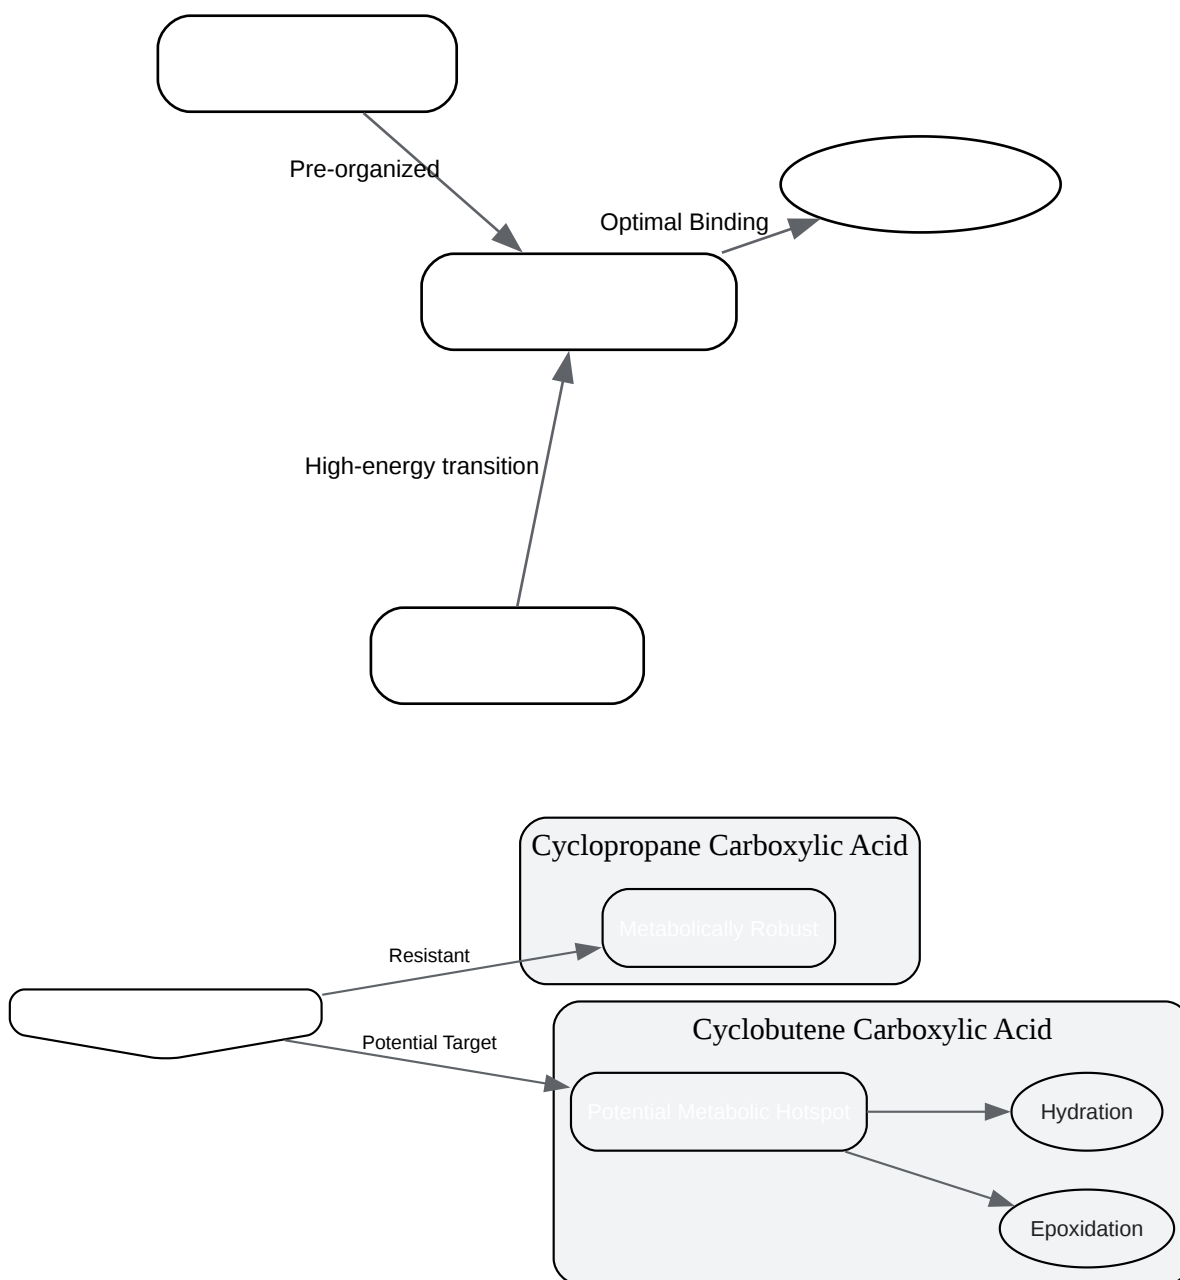 Pre-organized
Optimal Binding
High-energy transition
Cyclopropane Carboxylic Acid
Metabolically Robust
Resistant
Cyclobutene Carboxylic Acid
Potential Target
Potential Metabolic Hotspot
Hydration
Epoxidation